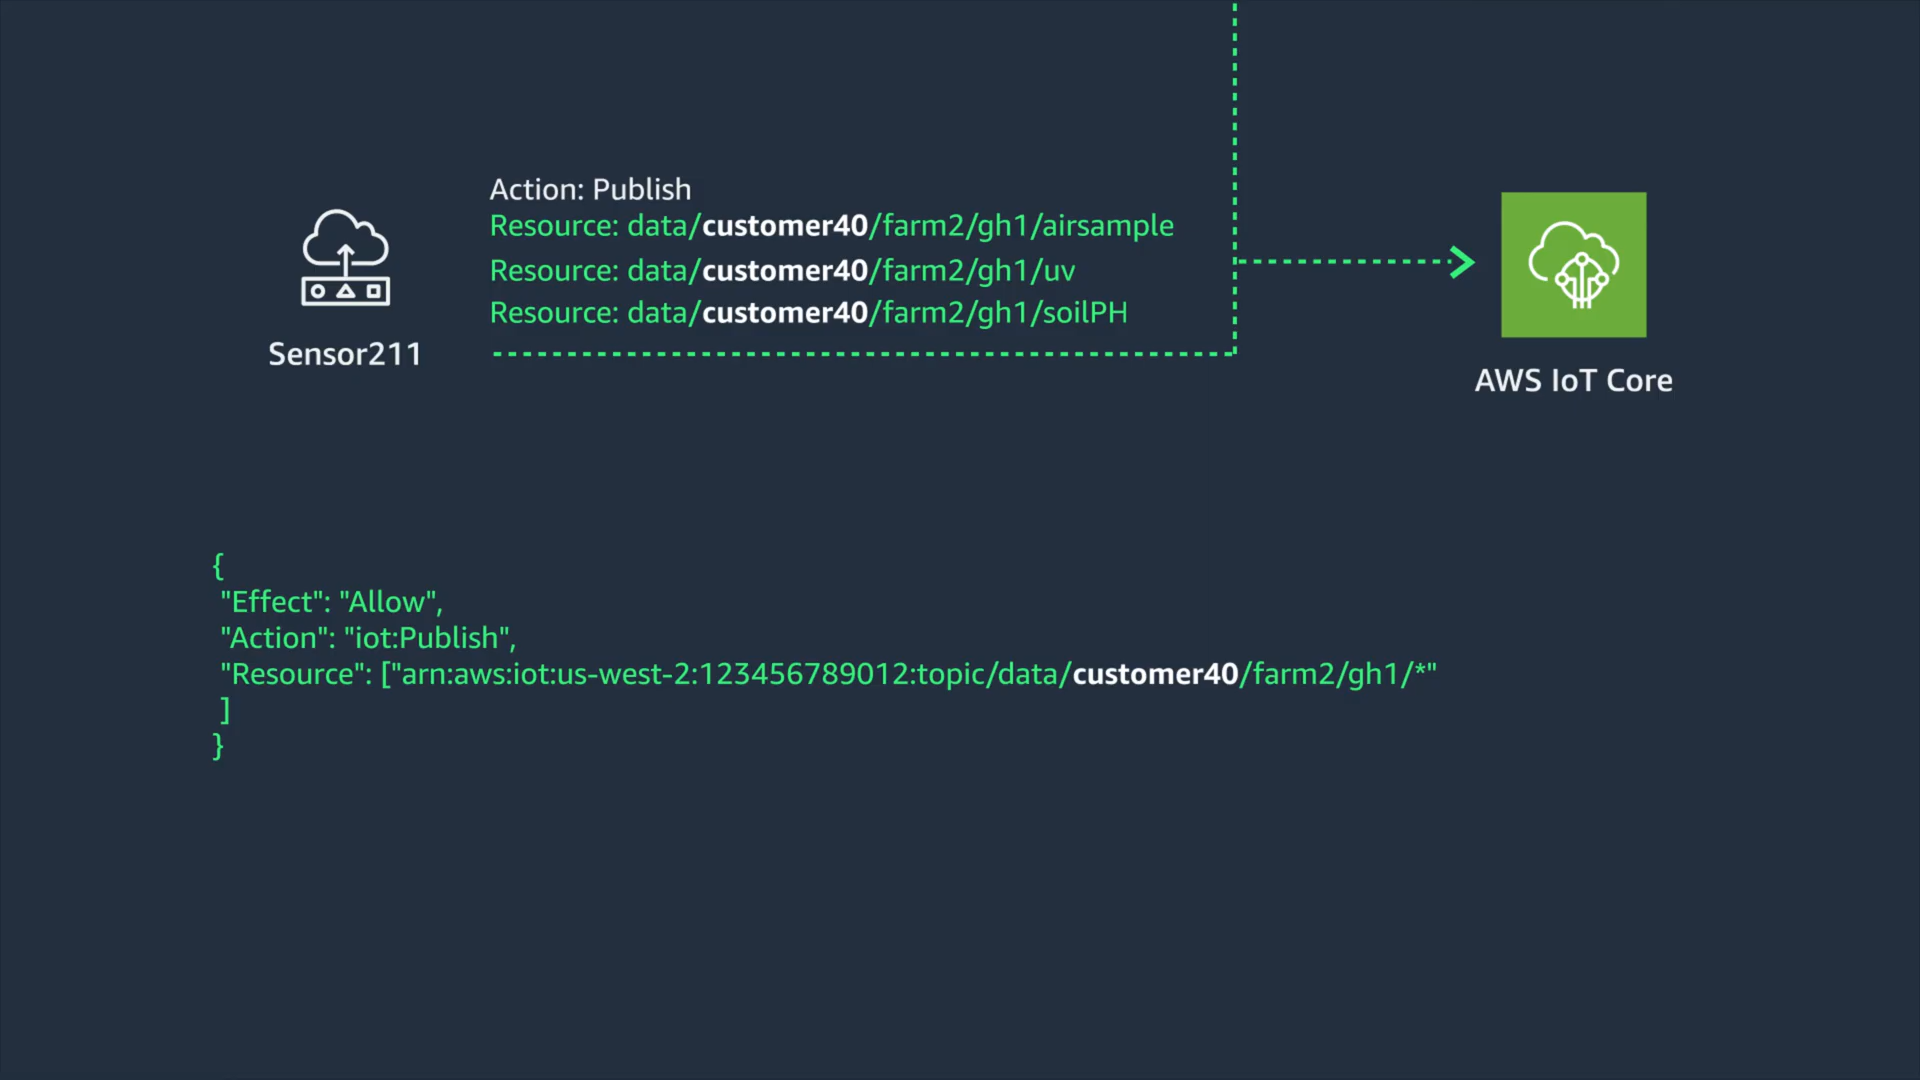 Action: Publish
Resource: data/customer40/farm2/gh1/airsample
Resource: data/customer40/farm2/gh1/uv
Resource: data/customer40/farm2/gh1/soilPH
Sensor211
AWS IoT Core
{
"Effect": "Allow",
"Action": "iot:Publish",
"Resource": ["arn:aws:iot:us-west-2:123456789012:topic/data/customer40/farm2/gh1/*"
]
}